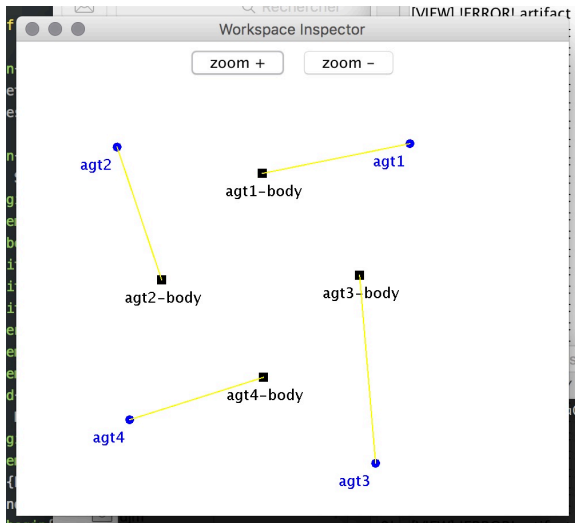 Rechercher
[VIEW] !ERROR! artifact
Workspace Inspector
zoom +
zoom –
agt2
agt1
agt1-body
agt2-body
agt3-body
agt4-body
agt4
agt3